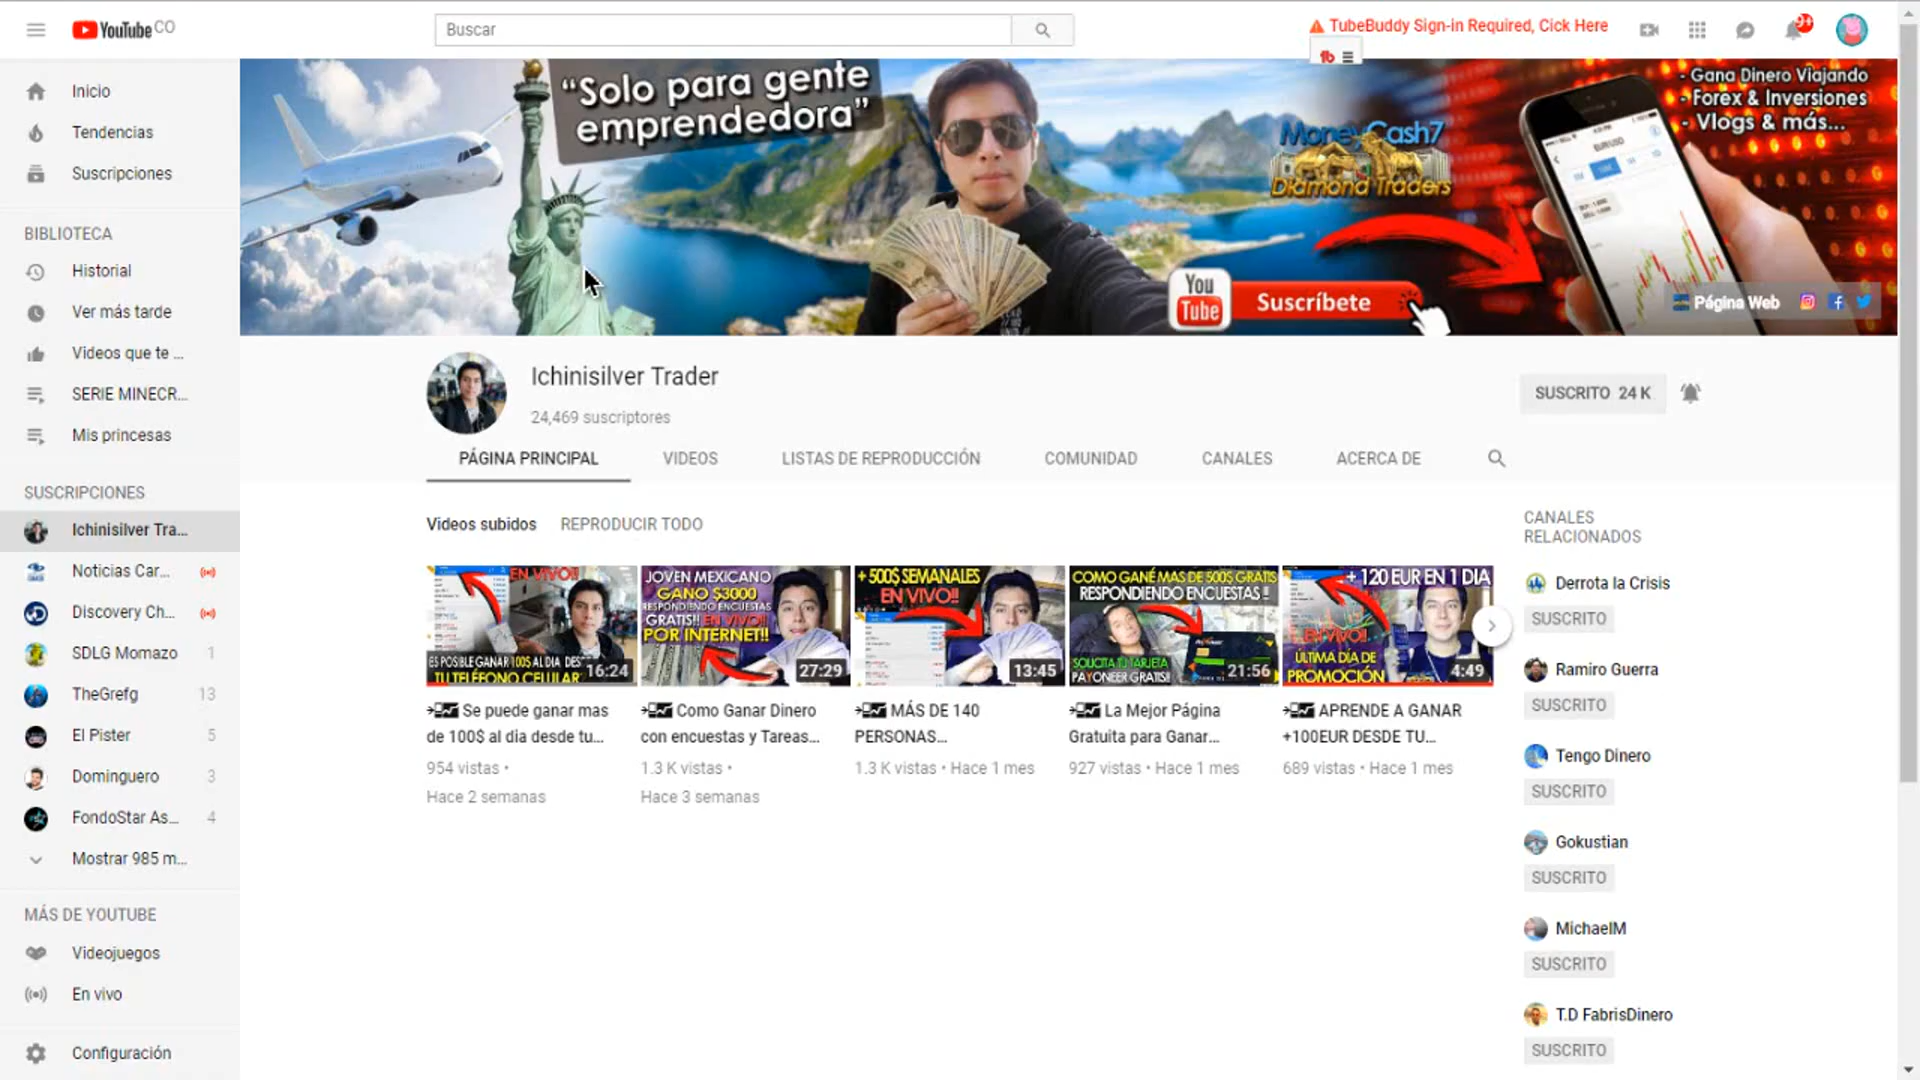 YouTube CO
Buscar
TubeBuddy Sign-in Required, Cick Here
Inicio
Tendencias
Suscripciones
BIBLIOTECA
Historial
Ver más tarde
Videos que te ...
SERIE MINECR...
Mis princesas
SUSCRIPCIONES
Ichinisilver Tra...
Noticias Car...
Discovery Ch...
SDLG Momazo 1
TheGrefg 13
El Pister 5
Dominguero 3
FondoStar As... 4
Mostrar 985 m...
MÁS DE YOUTUBE
Videojuegos
En vivo
Configuración
“Solo para gente
emprendedora”
MoneyCash7
Diamond Traders
- Gana Dinero Viajando
- Forex & Inversiones
- Vlogs & más...
You
Tube
Suscríbete
Página Web
Ichinisilver Trader
24,469 suscriptores
SUSCRITO 24 K
PÁGINA PRINCIPAL
VIDEOS
LISTAS DE REPRODUCCIÓN
COMUNIDAD
CANALES
ACERCA DE
Videos subidos
REPRODUCIR TODO
EN VIVO!!
ES POSIBLE GANAR 100$ AL DIA DES
TU TELÉFONO CELULAR
16:24
Se puede ganar mas
de 100$ al dia desde tu...
954 vistas •
Hace 2 semanas
JOVEN MEXICANO
GANO $3000
RESPONDIENDO ENCUESTAS
GRATIS!! EN VIVO!!
POR INTERNET!!
27:29
Como Ganar Dinero
con encuestas y Tareas...
1.3 K vistas •
Hace 3 semanas
+ 500$ SEMANALES
EN VIVO!!
13:45
MÁS DE 140
PERSONAS...
1.3 K vistas • Hace 1 mes
COMO GANÉ MAS DE 500$ GRATIS
RESPONDIENDO ENCUESTAS !!
SOLICITA TU TARJETA
PAYONEER GRATIS!!
21:56
La Mejor Página
Gratuita para Ganar...
927 vistas • Hace 1 mes
+ 120 EUR EN 1 DIA
EN VIVO!!
ÚLTIMA DÍA DE
PROMOCIÓN
4:49
APRENDE A GANAR
+100EUR DESDE TU...
689 vistas • Hace 1 mes
CANALES
RELACIONADOS
Derrota la Crisis
SUSCRITO
Ramiro Guerra
SUSCRITO
Tengo Dinero
SUSCRITO
Gokustian
SUSCRITO
MichaelM
SUSCRITO
T.D FabrisDinero
SUSCRITO